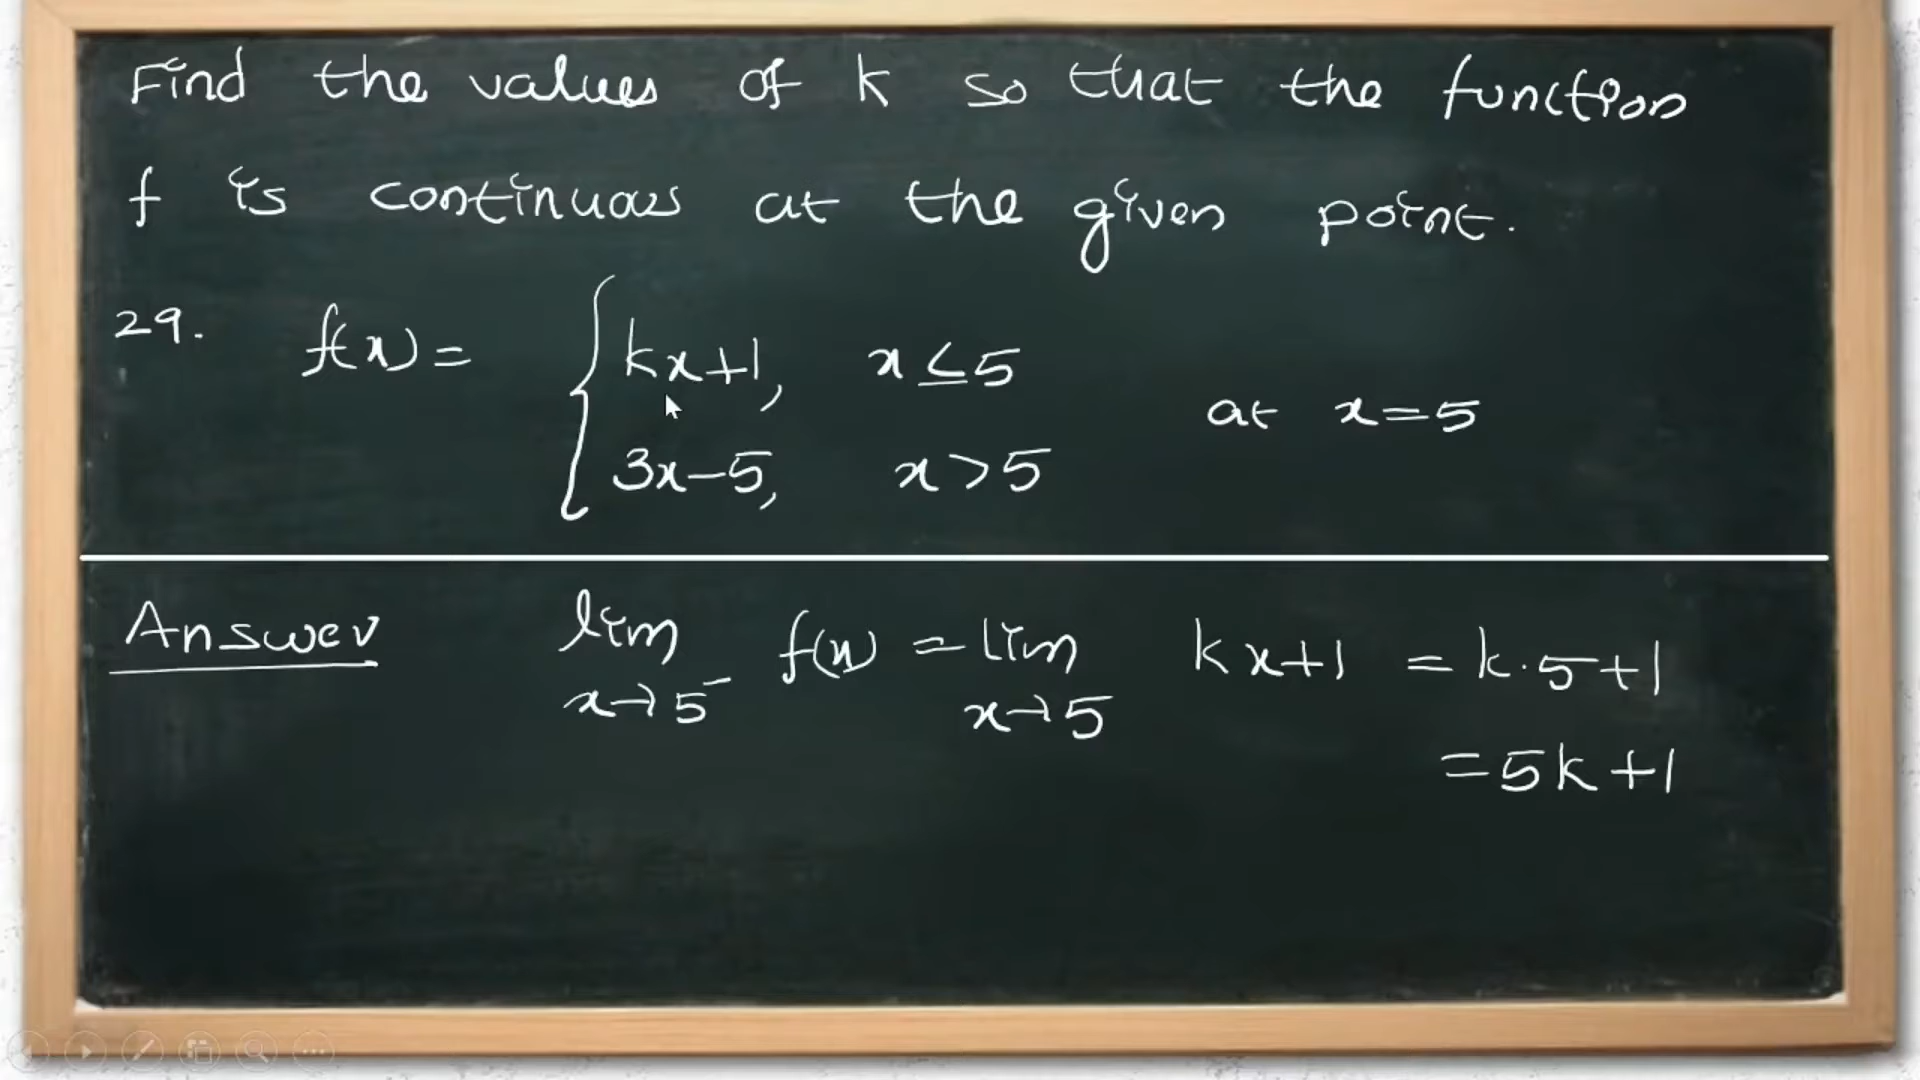 Find the values of k so that the function
f is continuous at the given point.
29. f(x) = { kx+1, x ≤ 5
3x-5, x > 5
at x = 5
Answer lim x→5⁻ f(x) = lim x→5 kx+1 = k·5+1
= 5k+1